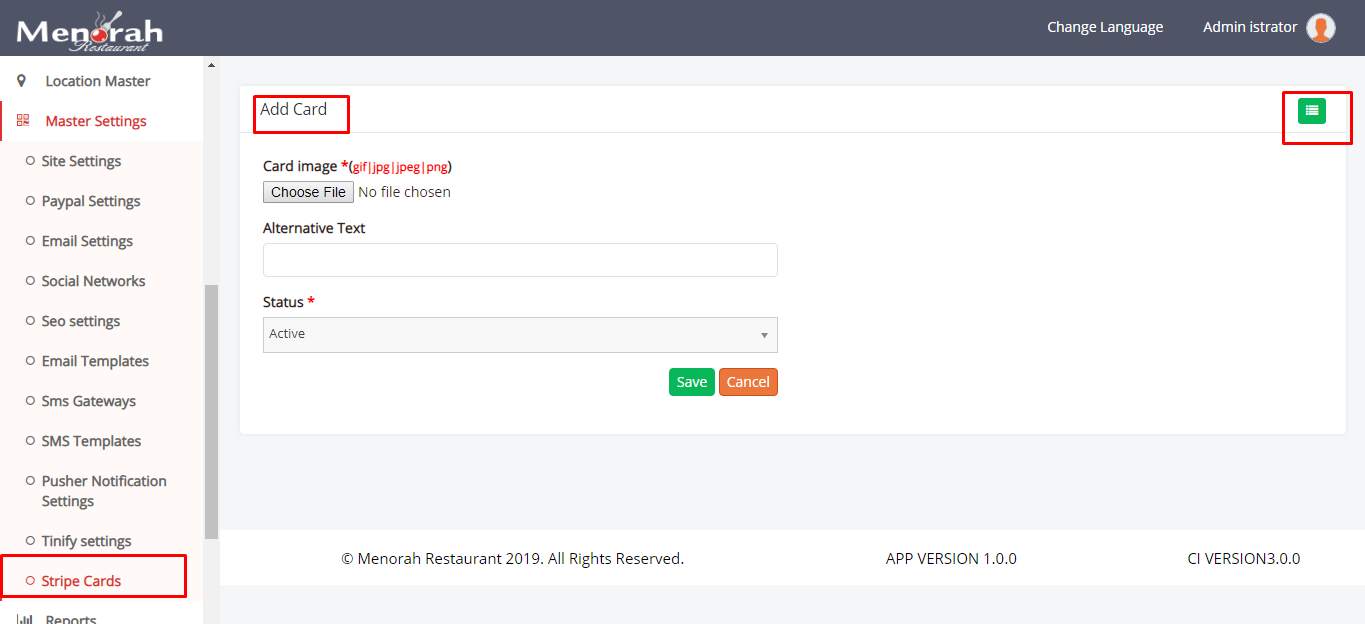 Menorah
Restaurant
Change Language
Admin istrator
Location Master
Master Settings
Site Settings
Paypal Settings
Email Settings
Social Networks
Seo settings
Email Templates
Sms Gateways
SMS Templates
Pusher Notification
Settings
Tinify settings
Stripe Cards
Reports
Add Card
Card image *(gif|jpg|jpeg|png)
Choose File No file chosen
Alternative Text
Status *
Active
Save Cancel
© Menorah Restaurant 2019. All Rights Reserved. APP VERSION 1.0.0 CI VERSION3.0.0